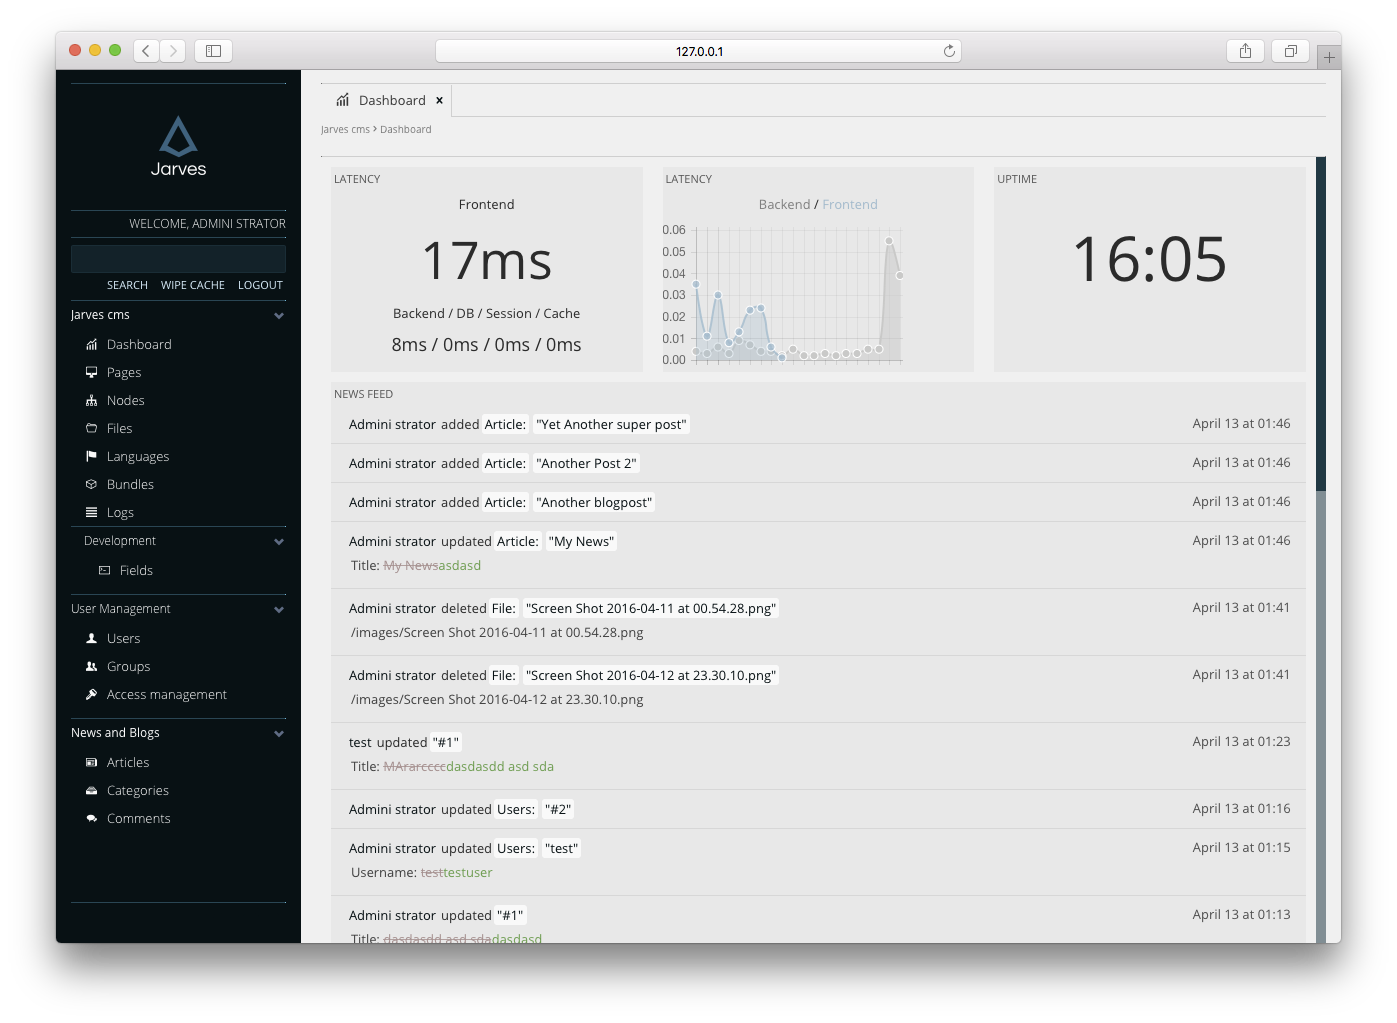 127.0.0.1
Jarves
WELCOME, ADMINI STRATOR
SEARCH WIPE CACHE LOGOUT
Jarves cms
Dashboard
Pages
Nodes
Files
Languages
Bundles
Logs
Development
Fields
User Management
Users
Groups
Access management
News and Blogs
Articles
Categories
Comments
Dashboard ×
Jarves cms › Dashboard
LATENCY
Frontend
17ms
Backend / DB / Session / Cache
8ms / 0ms / 0ms / 0ms
LATENCY
Backend / Frontend
0.06
0.05
0.04
0.03
0.02
0.01
0.00
UPTIME
16:05
NEWS FEED
Admini strator added Article: "Yet Another super post" April 13 at 01:46
Admini strator added Article: "Another Post 2" April 13 at 01:46
Admini strator added Article: "Another blogpost" April 13 at 01:46
Admini strator updated Article: "My News" April 13 at 01:46
Title: My Newsasdasd
Admini strator deleted File: "Screen Shot 2016-04-11 at 00.54.28.png" April 13 at 01:41
/images/Screen Shot 2016-04-11 at 00.54.28.png
Admini strator deleted File: "Screen Shot 2016-04-12 at 23.30.10.png" April 13 at 01:41
/images/Screen Shot 2016-04-12 at 23.30.10.png
test updated "#1" April 13 at 01:23
Title: MArarccccdasdasdd asd sda
Admini strator updated Users: "#2" April 13 at 01:16
Admini strator updated Users: "test" April 13 at 01:15
Username: testtestuser
Admini strator updated "#1" April 13 at 01:13
Title: dasdasdd asd sdadasdasd